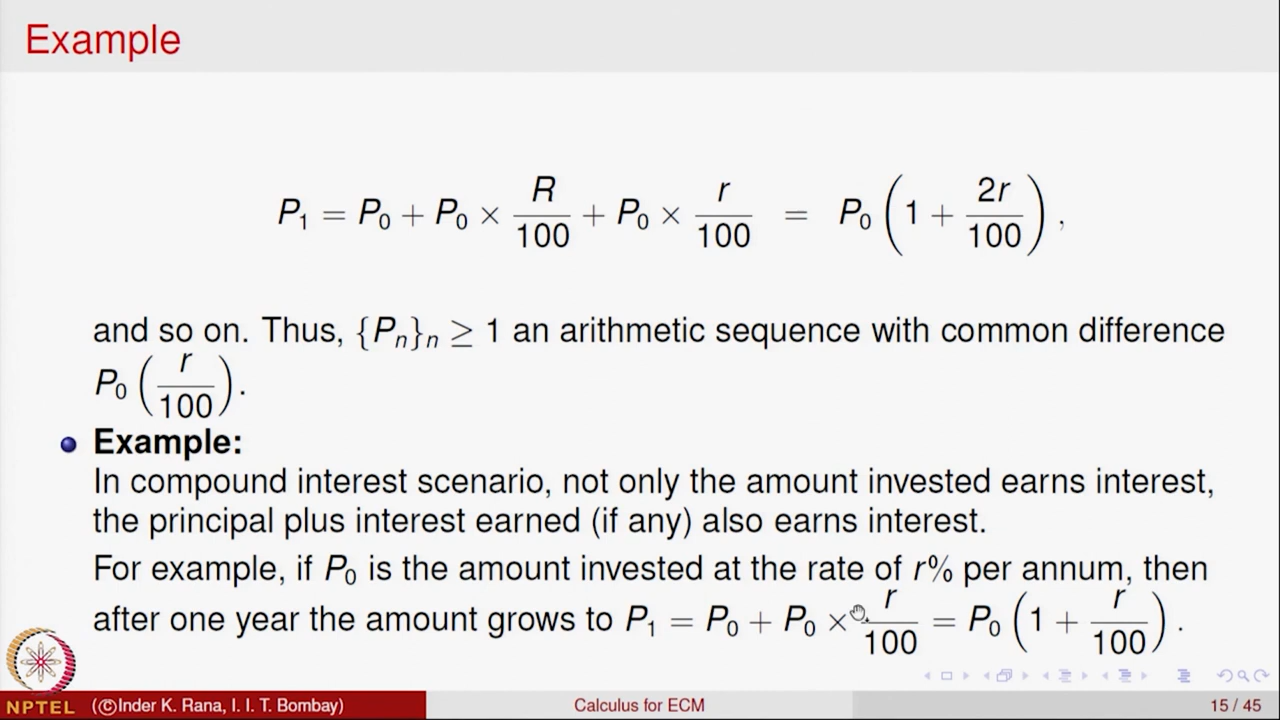 Example
P₁ = P₀ + P₀ × R/100 + P₀ × r/100 = P₀ (1 + 2r/100),
and so on. Thus, {Pₙ}ₙ ≥ 1 an arithmetic sequence with common difference
P₀ (r/100).
Example:
In compound interest scenario, not only the amount invested earns interest,
the principal plus interest earned (if any) also earns interest.
For example, if P₀ is the amount invested at the rate of r% per annum, then
after one year the amount grows to P₁ = P₀ + P₀ × r/100 = P₀ (1 + r/100).
NPTEL (©Inder K. Rana, I. I. T. Bombay) Calculus for ECM 15 / 45